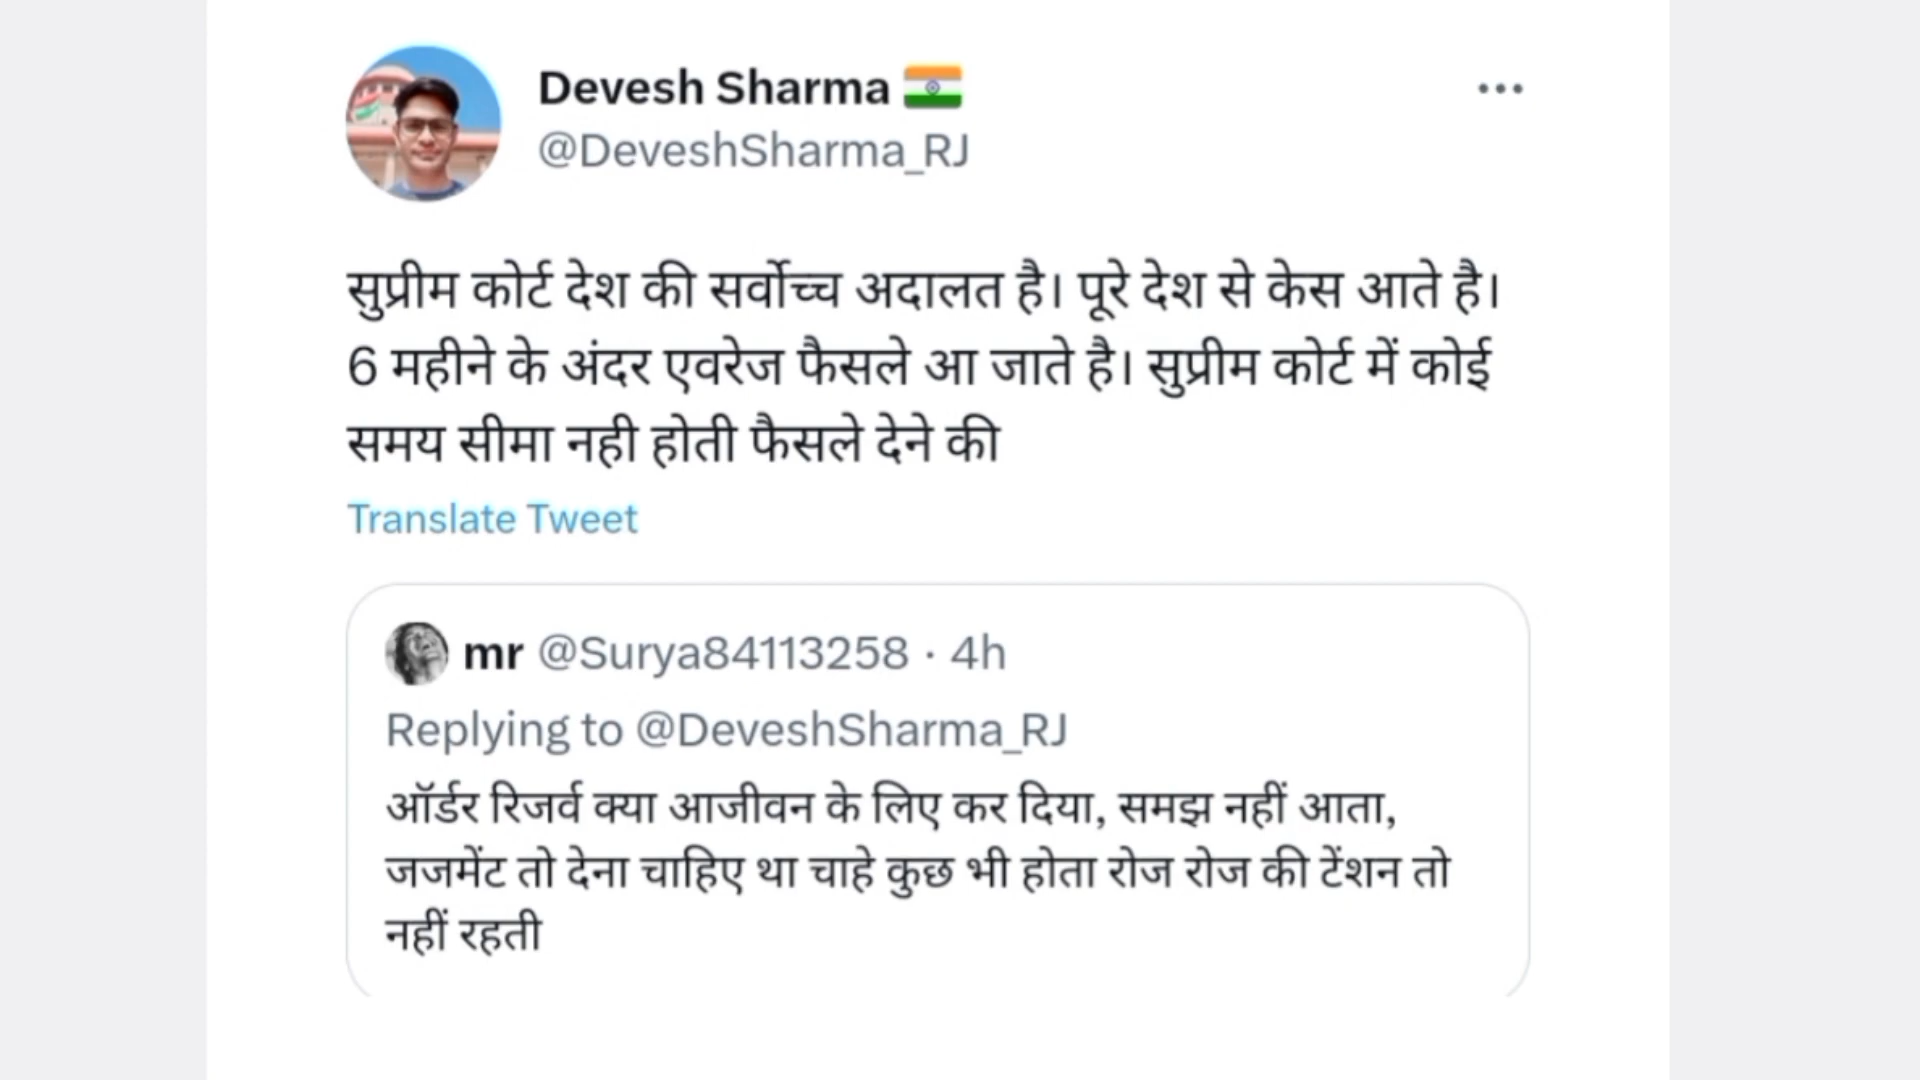 Devesh Sharma 🇮🇳
@DeveshSharma_RJ
सुप्रीम कोर्ट देश की सर्वोच्च अदालत है। पूरे देश से केस आते है।
6 महीने के अंदर एवरेज फैसले आ जाते है। सुप्रीम कोर्ट में कोई
समय सीमा नही होती फैसले देने की
Translate Tweet
mr @Surya84113258 · 4h
Replying to @DeveshSharma_RJ
ऑर्डर रिजर्व क्या आजीवन के लिए कर दिया, समझ नहीं आता,
जजमेंट तो देना चाहिए था चाहे कुछ भी होता रोज रोज की टेंशन तो
नहीं रहती